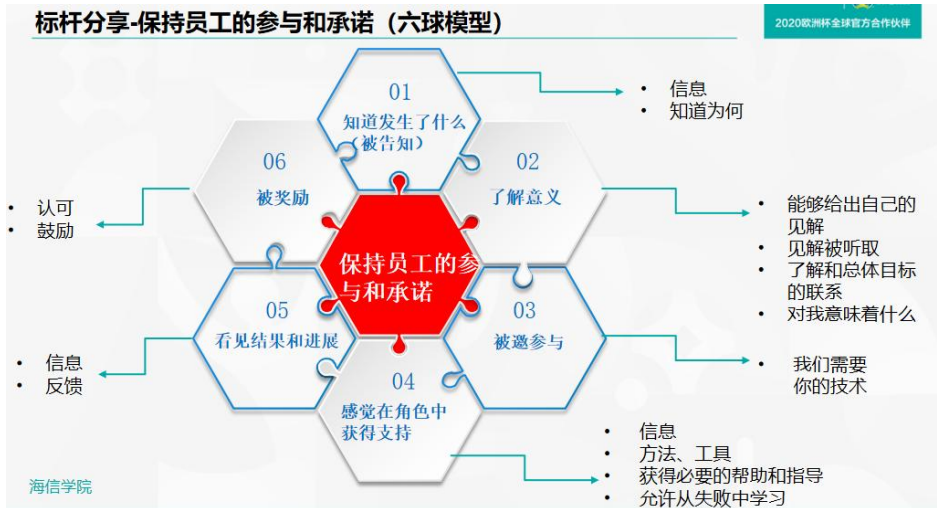 标杆分享-保持员工的参与和承诺（六球模型）
2020欧洲杯全球官方合作伙伴
01
知道发生了什么
（被告知）
• 信息
• 知道为何
02
了解意义
• 能够给出自己的
见解
• 见解被听取
• 了解和总体目标
的联系
• 对我意味着什么
03
被邀参与
• 我们需要
你的技术
04
感觉在角色中
获得支持
• 信息
• 方法、工具
• 获得必要的帮助和指导
• 允许从失败中学习
05
看见结果和进展
• 信息
• 反馈
06
被奖励
• 认可
• 鼓励
保持员工的参
与和承诺
海信学院